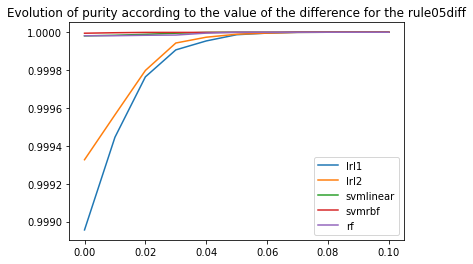 Evolution of purity according to the value of the difference for the rule05diff
1.0000
0.9998
0.9996
0.9994
0.9992
0.9990
lrl1
lrl2
svmlinear
svmrbf
rf
0.00 0.02 0.04 0.06 0.08 0.10